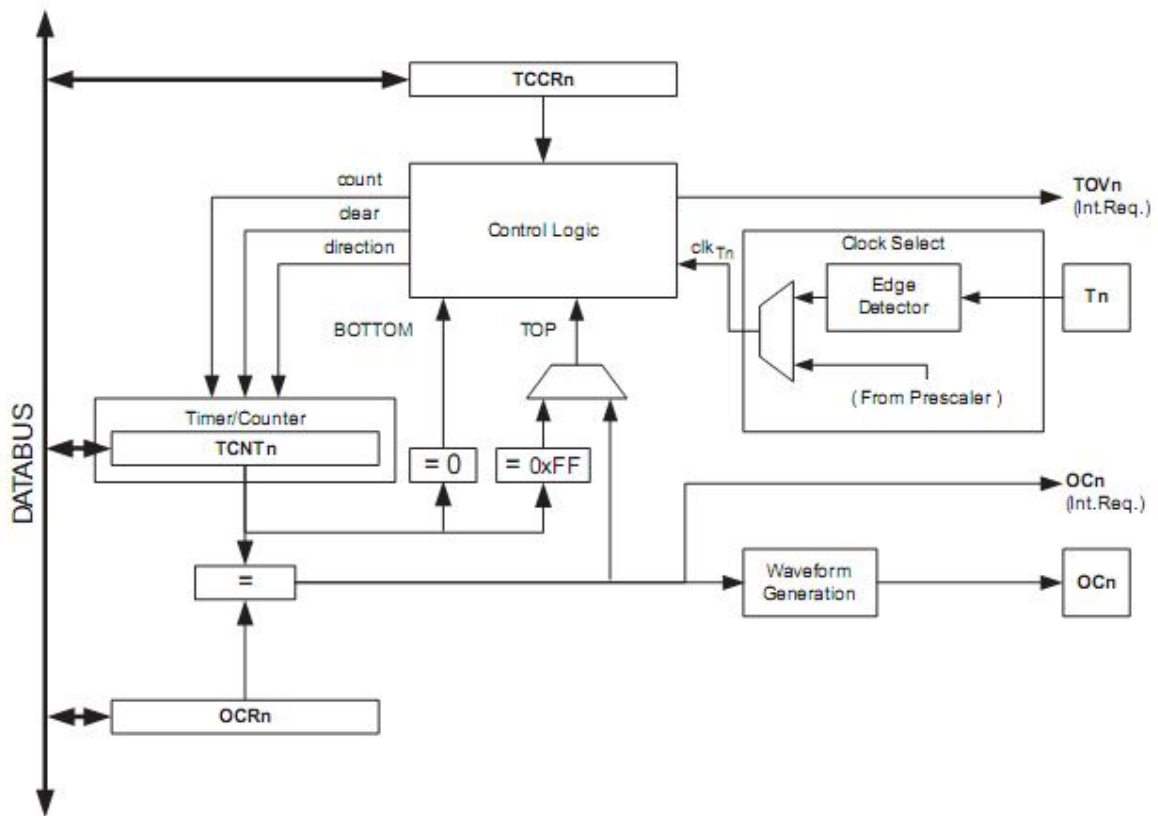 TCCRn
count
clear
direction
Control Logic
TOVn
(Int.Req.)
clkTn
Clock Select
Edge
Detector
Tn
( From Prescaler )
BOTTOM
TOP
Timer/Counter
TCNTn
= 0
= 0xFF
DATABUS
OCn
(Int.Req.)
=
Waveform
Generation
OCn
OCRn